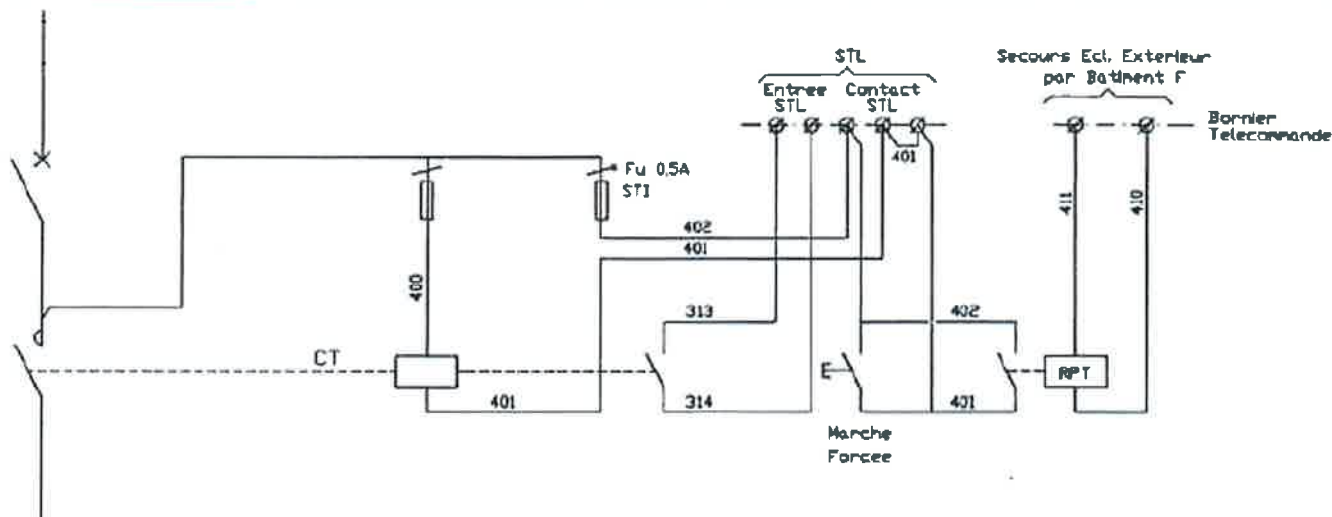 STL
Entree Contact
STL STL
401
Secours Ecl. Exterieur
par Batiment F
Bornier
Telecommande
Fu 0.5A
STI
402
401
400
411
410
313
402
CT
RPT
401
314
401
Marche
Forcee